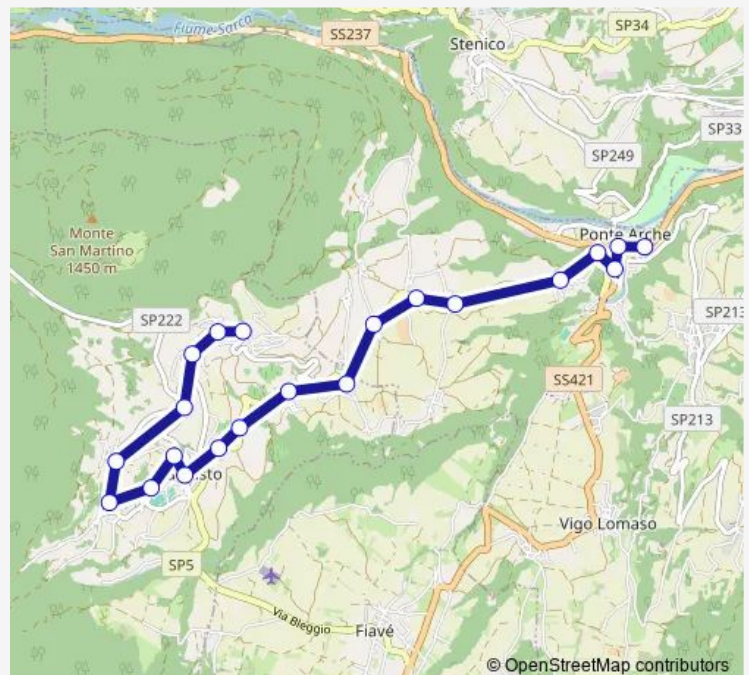 Fiume Sarca
SS237
SP34
Stenico
SP33
SP249
Monte
San Martino
1450 m
Ponte Arche
SP222
SP213
SS421
SP213
Vigo Lomaso
SP5
Via Bleggio
Fiavé
© OpenStreetMap contributors